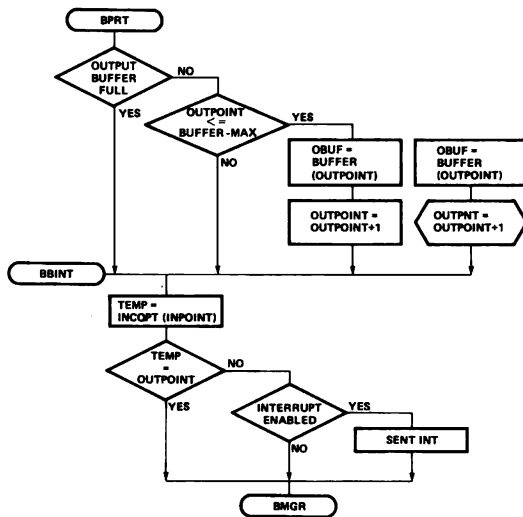 BPRT
OUTPUT
BUFFER
FULL
NO
YES
OUTPOINT
<=
BUFFER-MAX
YES
NO
OBUF =
BUFFER
(OUTPOINT)
OBUF =
BUFFER
(OUTPOINT)
OUTPOINT =
OUTPOINT+1
OUTPNT =
OUTPOINT+1
BBINT
TEMP =
INCOPT (INPOINT)
TEMP
=
OUTPOINT
NO
YES
INTERRUPT
ENABLED
YES
NO
SENT INT
BMGR